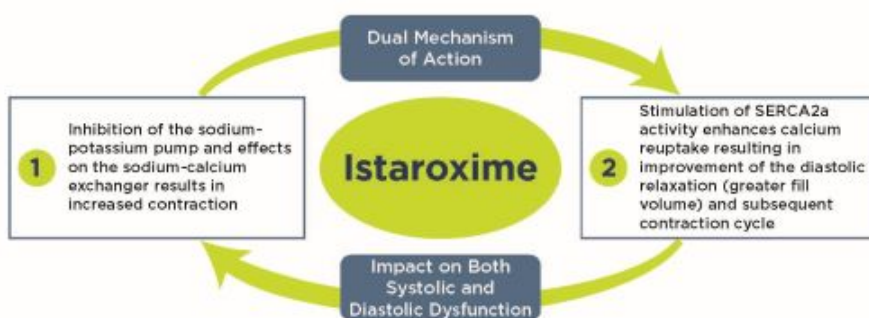 Dual Mechanism
of Action
1
Inhibition of the sodium-
potassium pump and effects
on the sodium-calcium
exchanger results in
increased contraction
Istaroxime
2
Stimulation of SERCA2a
activity enhances calcium
reuptake resulting in
improvement of the diastolic
relaxation (greater fill
volume) and subsequent
contraction cycle
Impact on Both
Systolic and
Diastolic Dysfunction